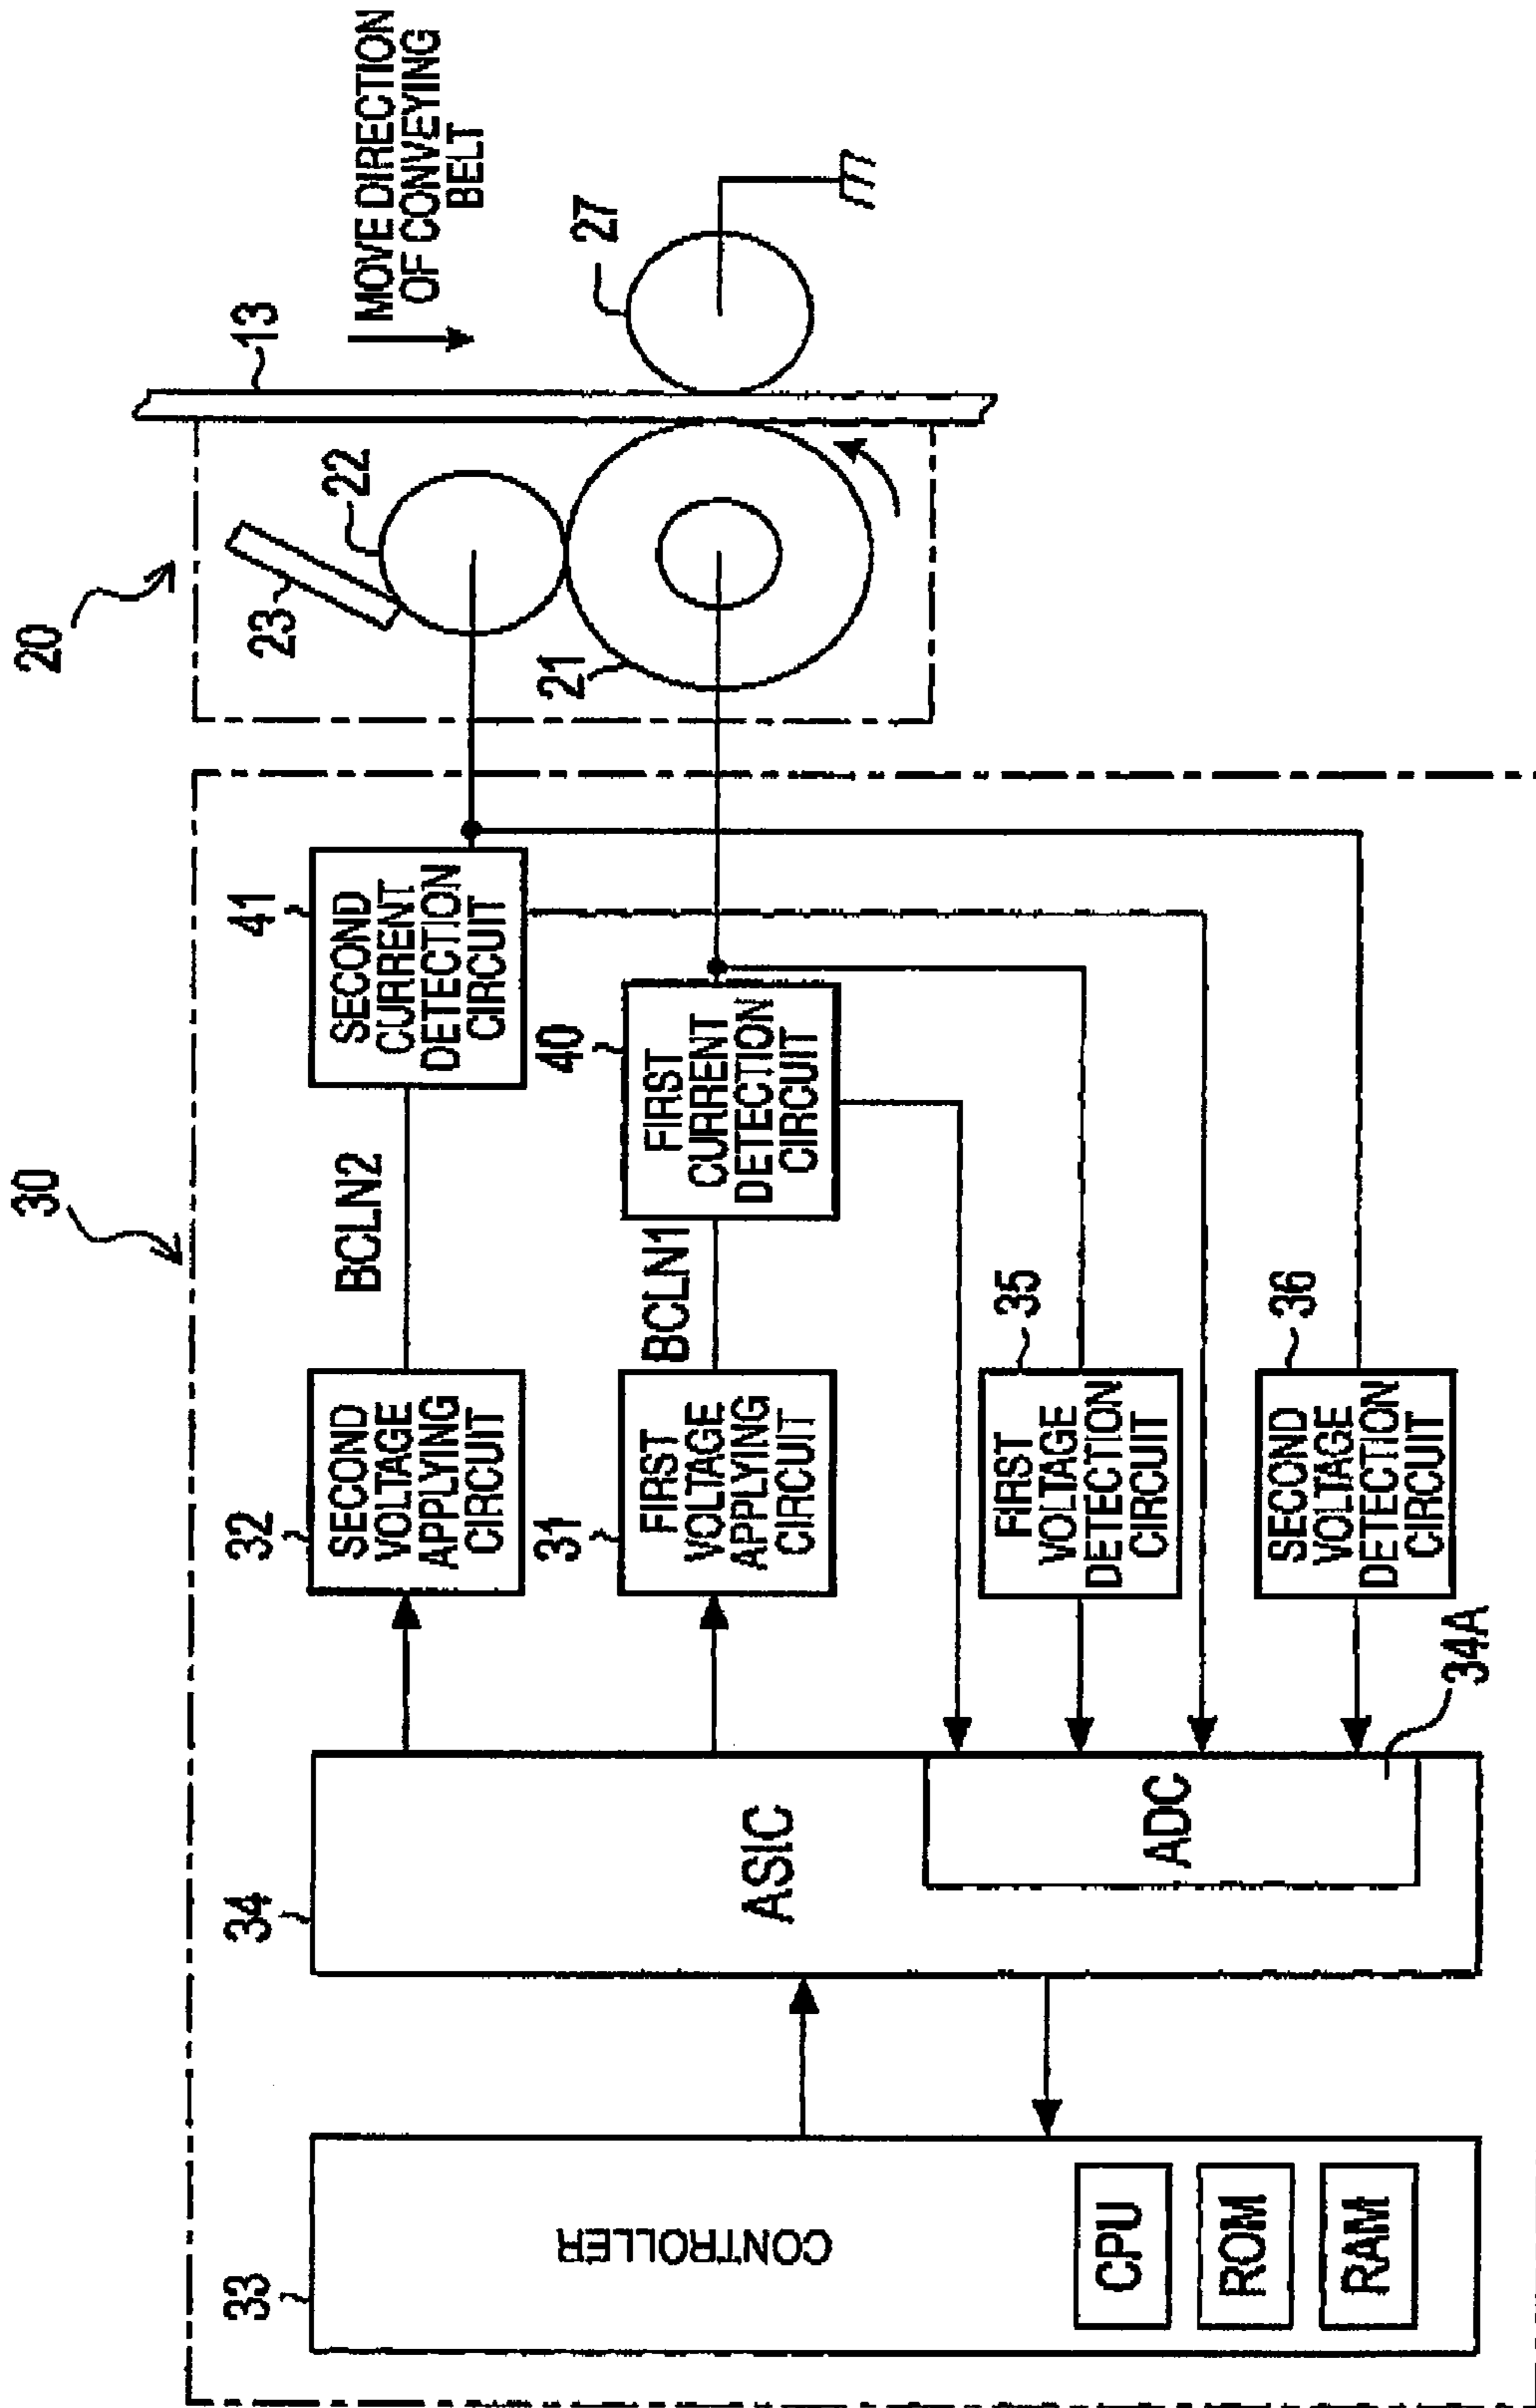 20
30
13
MOVE DIRECTION
OF CONVEYING
BELT
23
22
21
27
33
CONTROLLER
CPU
ROM
RAM
34
ASIC
ADC
34A
32
SECOND
VOLTAGE
APPLYING
CIRCUIT
BCLN2
41
SECOND
CURRENT
DETECTION
CIRCUIT
31
FIRST
VOLTAGE
APPLYING
CIRCUIT
BCLN1
40
FIRST
CURRENT
DETECTION
CIRCUIT
35
FIRST
VOLTAGE
DETECTION
CIRCUIT
36
SECOND
VOLTAGE
DETECTION
CIRCUIT